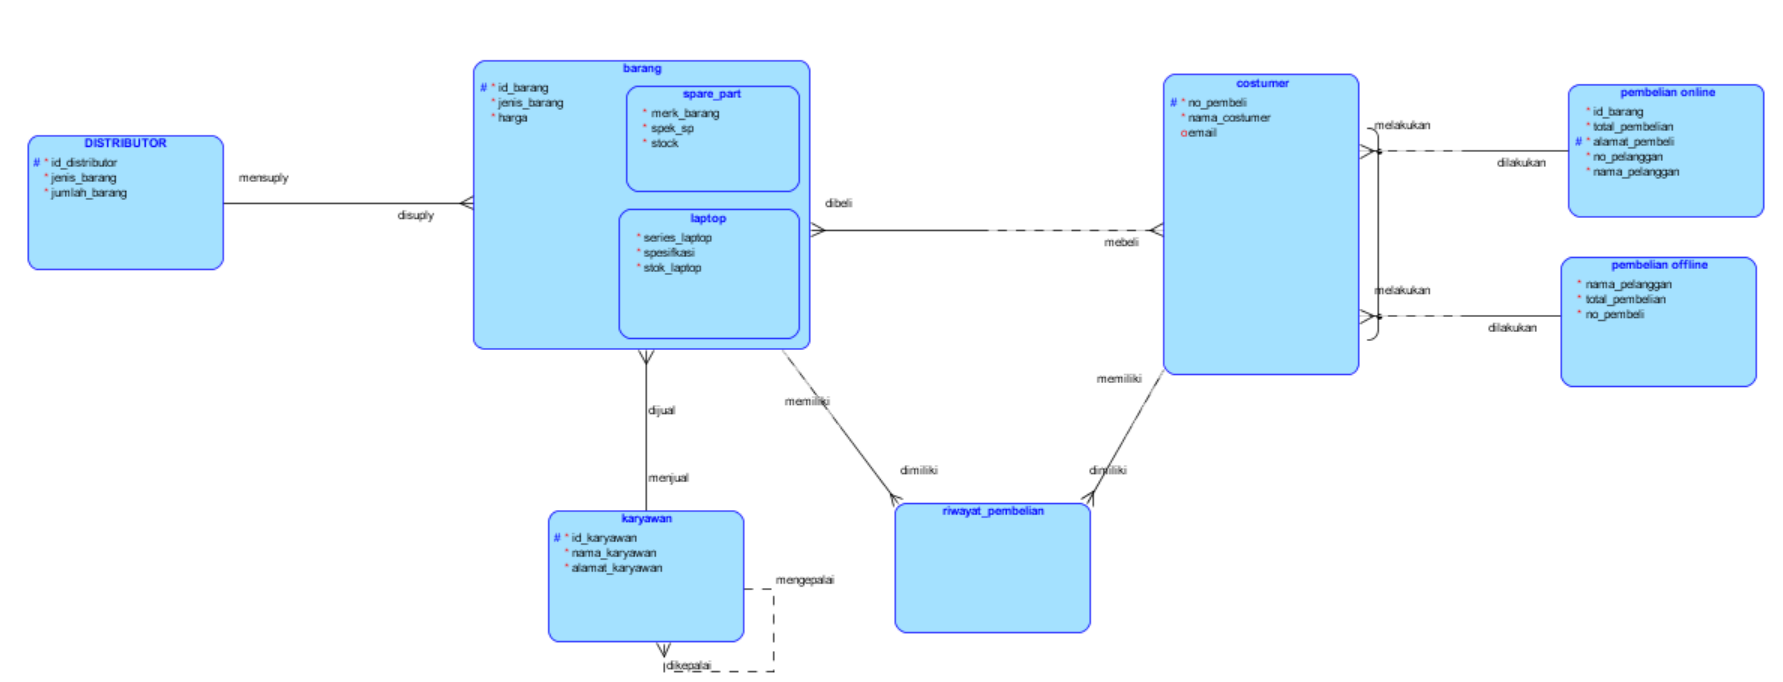 DISTRIBUTOR
# * id_distributor
* jenis_barang
* jumlah_barang
mensuply
disuply
barang
# * id_barang
* jenis_barang
* harga
spare_part
* merk_barang
* spek_sp
* stock
laptop
* series_laptop
* spesifkasi
* stok_laptop
dibeli
mebeli
costumer
# * no_pembeli
* nama_costumer
o email
melakukan
dilakukan
pembelian online
* id_barang
* total_pembelian
# * alamat_pembeli
* no_pelanggan
* nama_pelanggan
melakukan
dilakukan
pembelian offline
* nama_pelanggan
* total_pembelian
* no_pembeli
dijual
menjual
memiliki
dimiliki
memiliki
dimiliki
karyawan
# * id_karyawan
* nama_karyawan
* alamat_karyawan
mengepalai
dikepalai
riwayat_pembelian